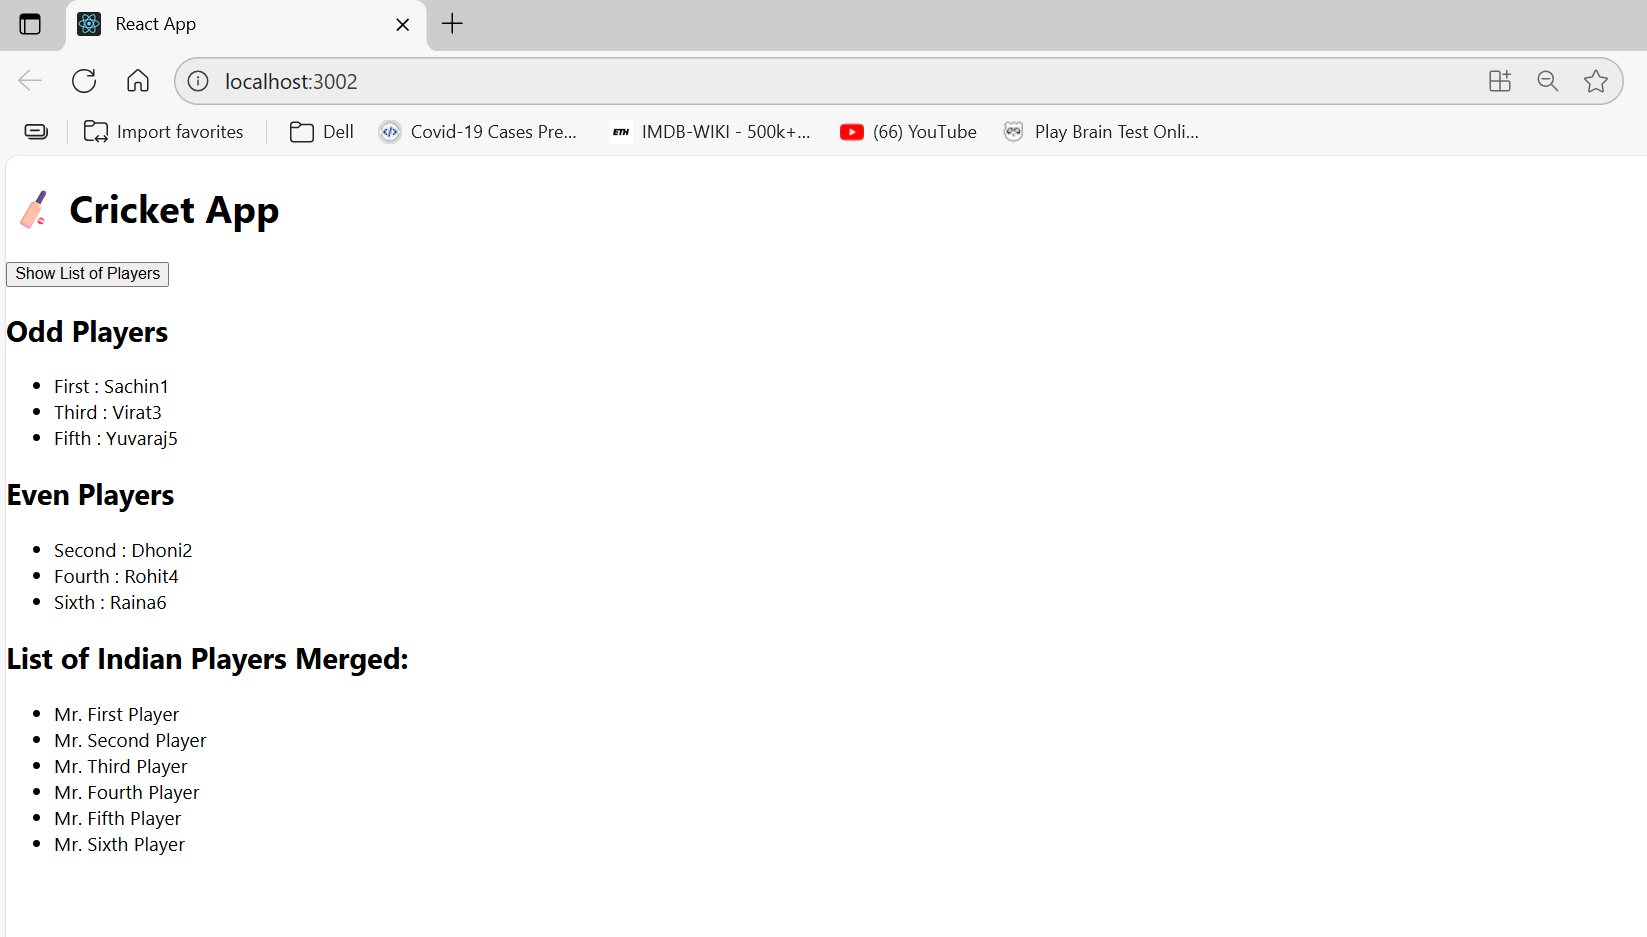 React App
localhost:3002
Import favorites Dell Covid-19 Cases Pre... ETH IMDB-WIKI - 500k+... (66) YouTube Play Brain Test Onli...
Cricket App
Show List of Players
Odd Players
First : Sachin1
Third : Virat3
Fifth : Yuvaraj5
Even Players
Second : Dhoni2
Fourth : Rohit4
Sixth : Raina6
List of Indian Players Merged:
Mr. First Player
Mr. Second Player
Mr. Third Player
Mr. Fourth Player
Mr. Fifth Player
Mr. Sixth Player